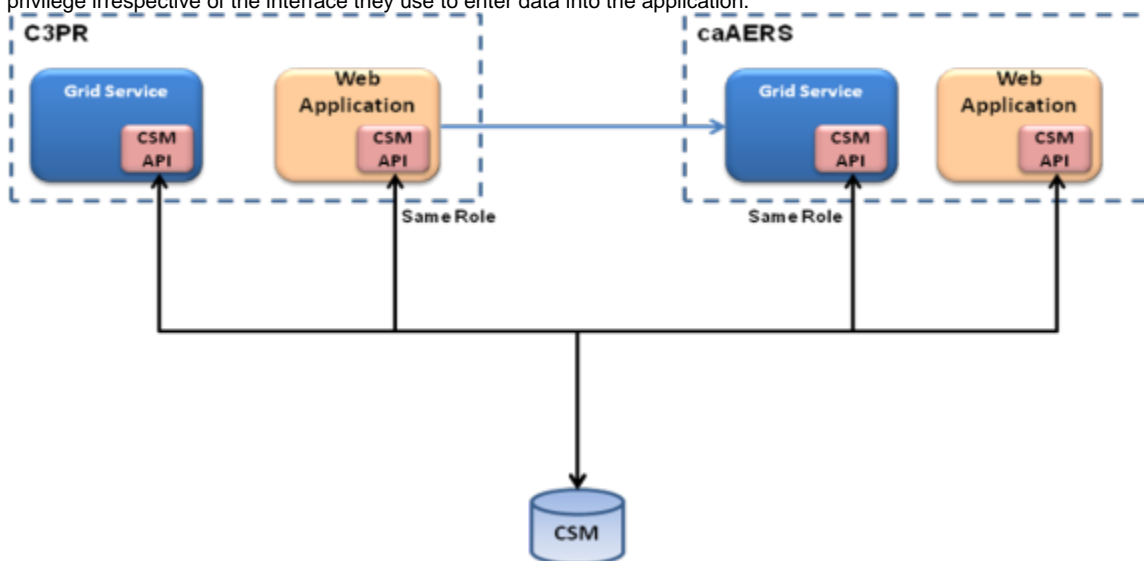 privilege irrespective of the interface they use to enter data into the application.
C3PR
caAERS
Grid Service
CSM
API
Web
Application
CSM
API
Grid Service
CSM
API
Web
Application
CSM
API
Same Role
Same Role
CSM